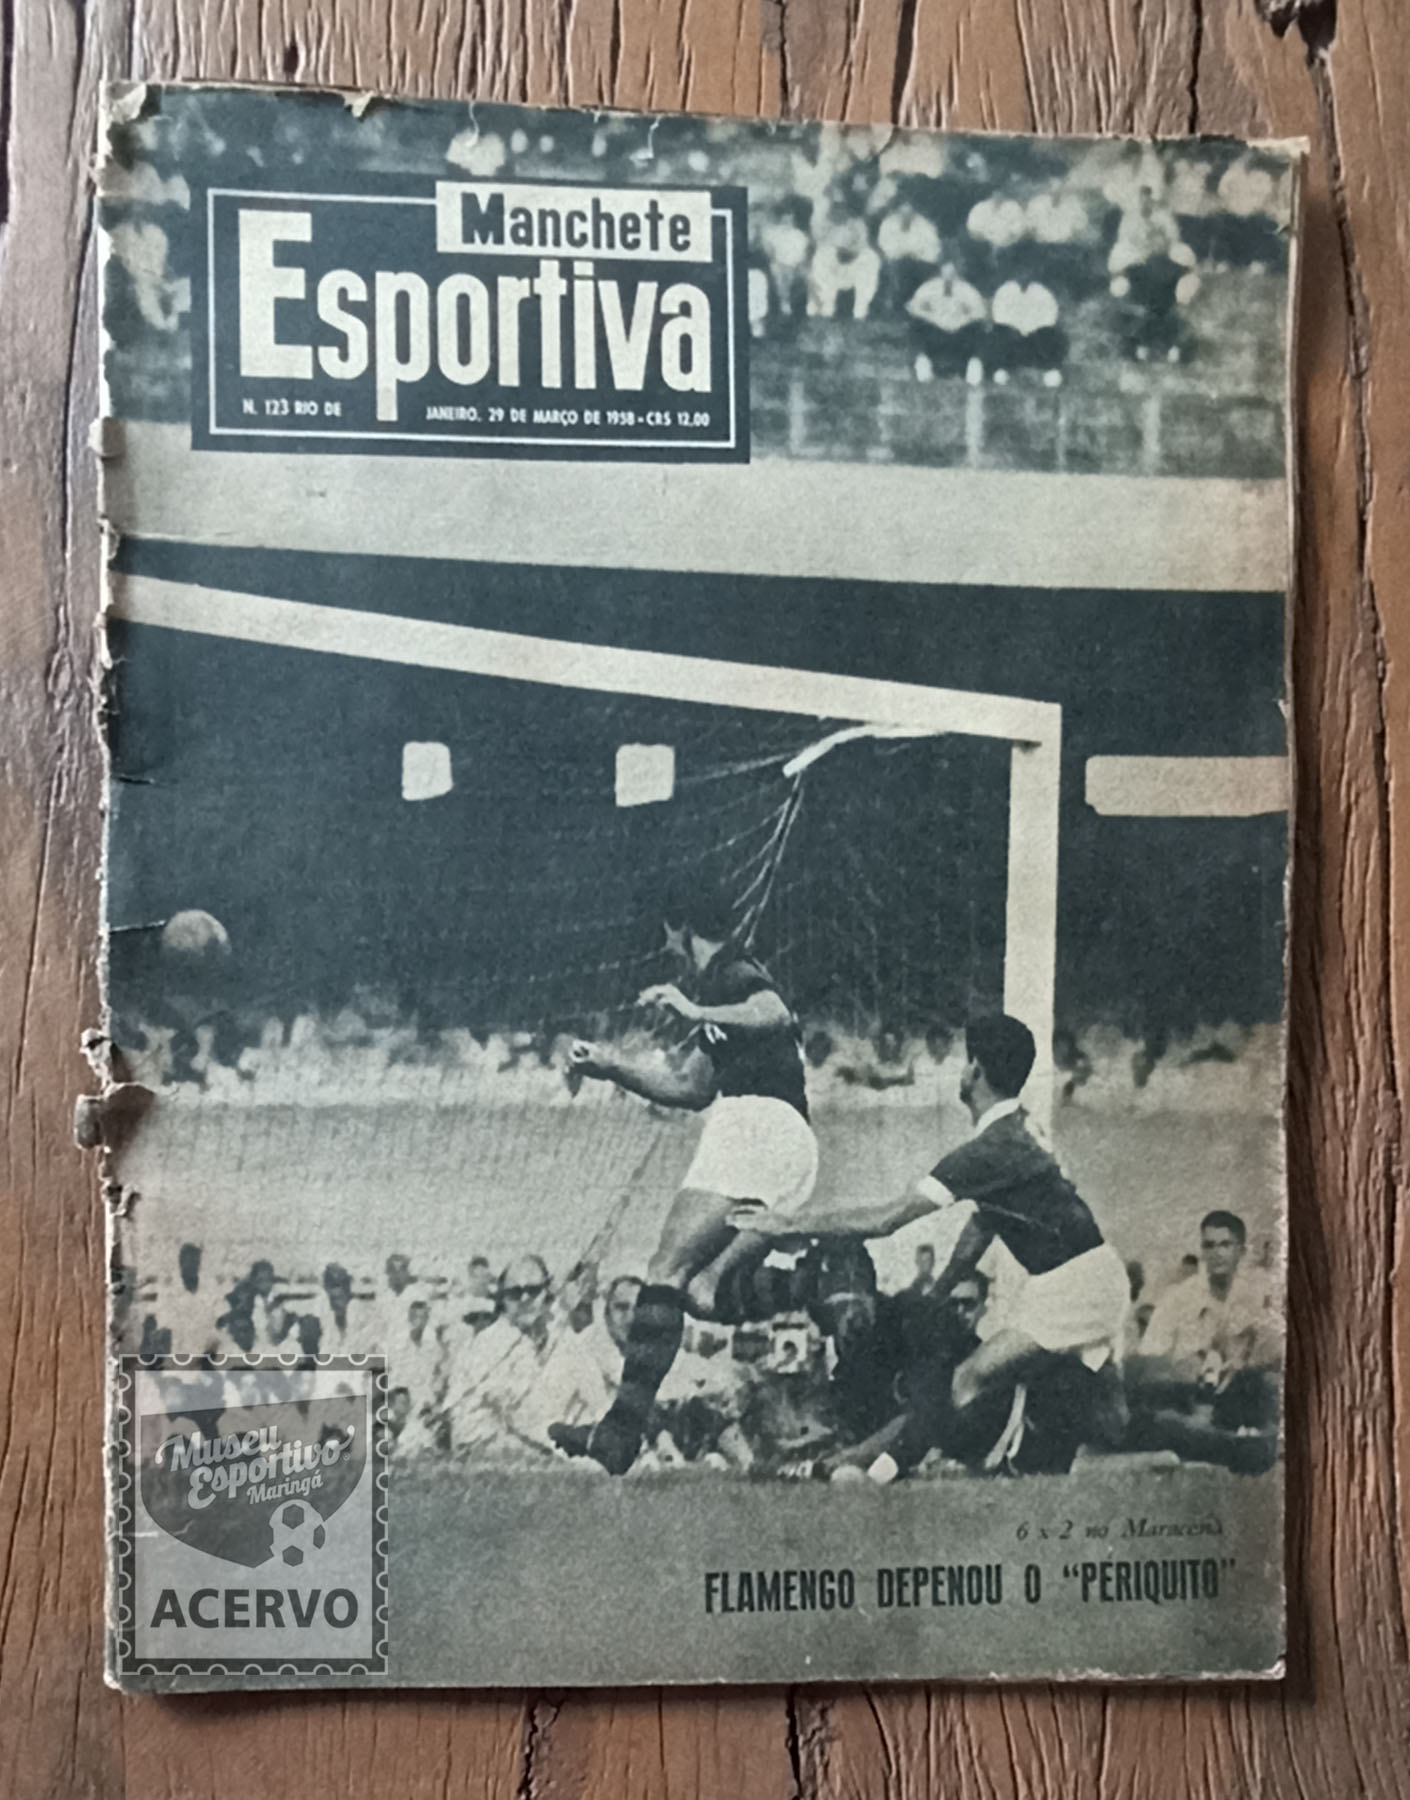 Manchete
Esportiva
N. 123 RIO DE JANEIRO, 29 DE MARÇO DE 1958 - CR$ 12,00
6 x 2 no Maracanã
FLAMENGO DEPENOU O “PERIQUITO”
Museu
Esportivo
Maringá
ACERVO